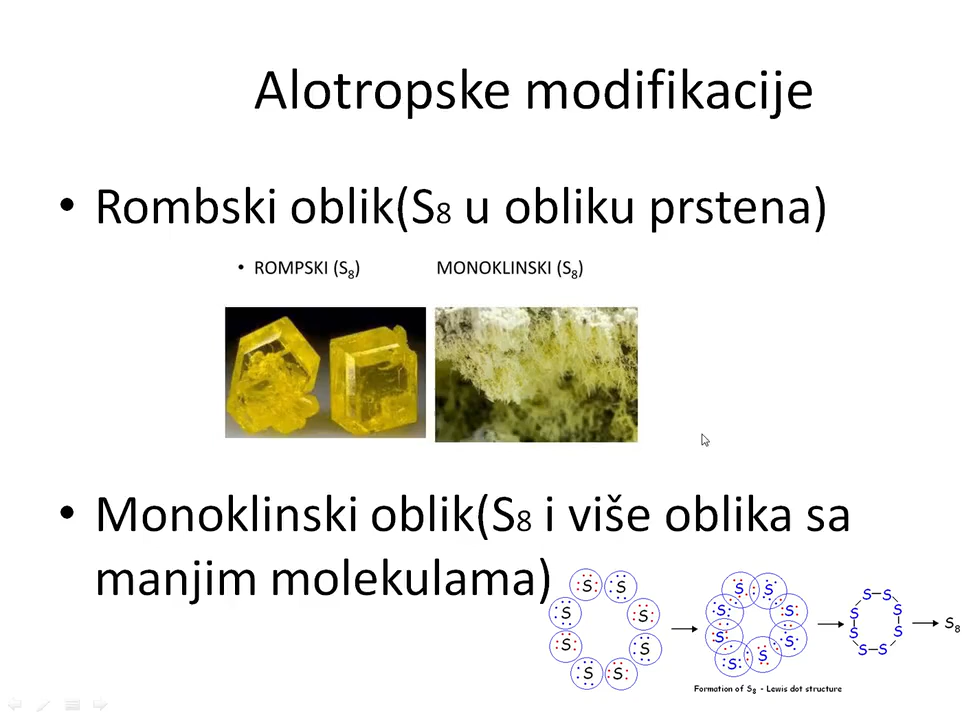 Alotropske modifikacije
• Rombski oblik(S8 u obliku prstena)
• ROMPSKI (S8) MONOKLINSKI (S8)
• Monoklinski oblik(S8 i više oblika sa
manjim molekulama)
S S S S S S S S
S S S S S S S S
S–S S S S–S S S
S8
Formation of S8 - Lewis dot structure